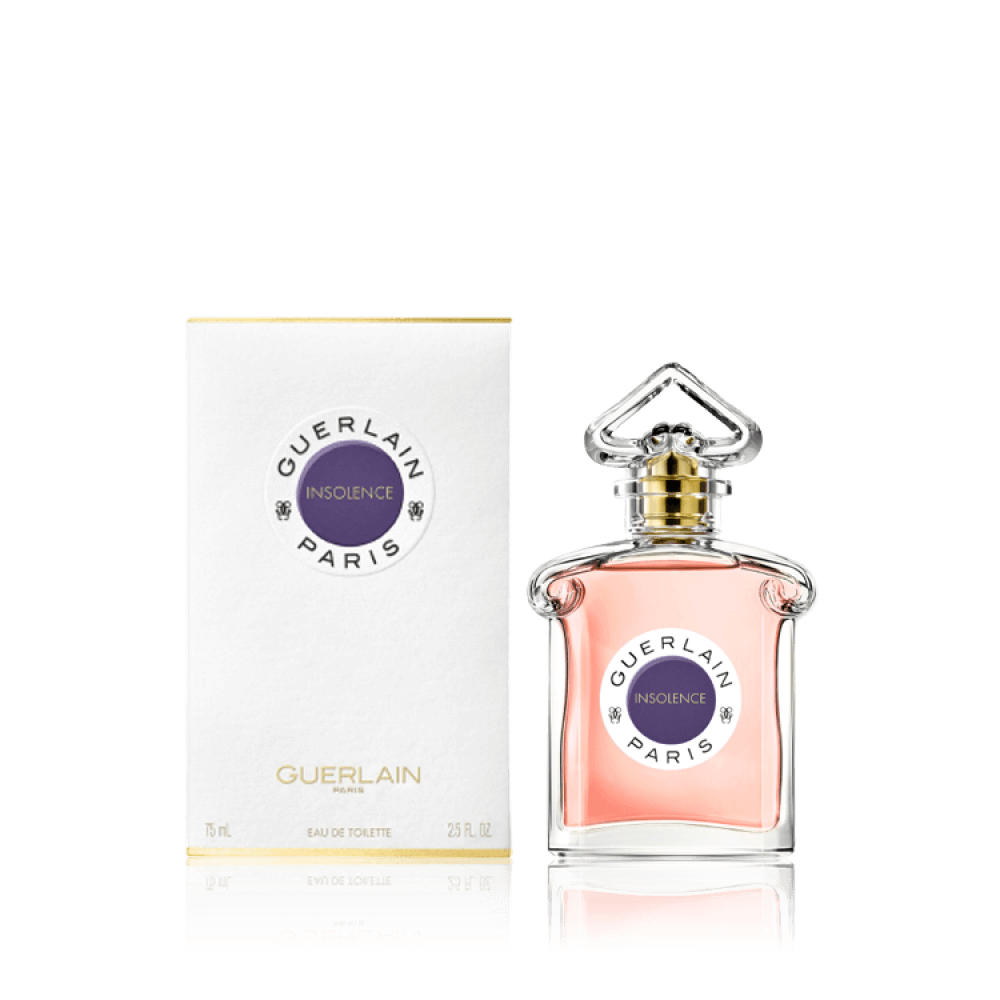 GUERLAIN
INSOLENCE
PARIS
GUERLAIN
PARIS
75 mL
EAU DE TOILETTE
2.5 FL. OZ.
GUERLAIN
INSOLENCE
PARIS